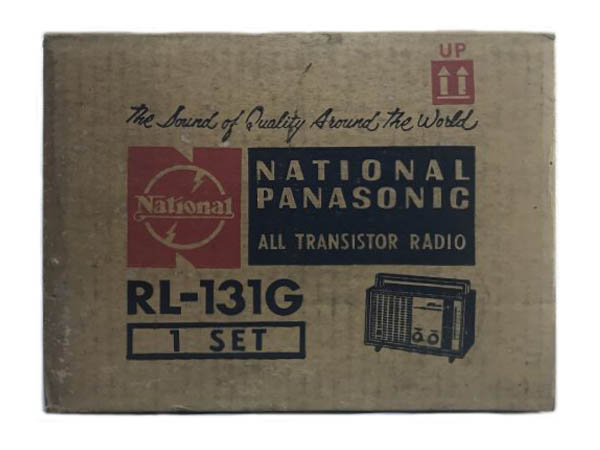 UP
The Sound of Quality Around the World
National
NATIONAL
PANASONIC
ALL TRANSISTOR RADIO
RL-131G
1 SET